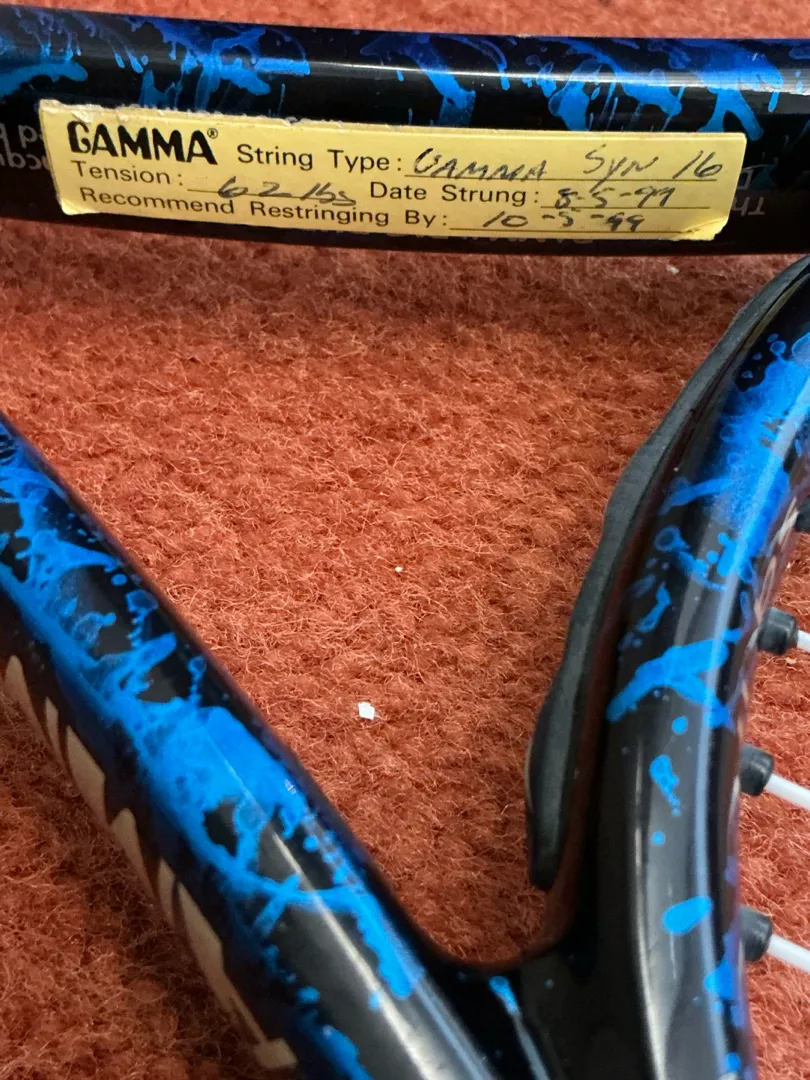 GAMMA® String Type: GAMMA SYN 16
Tension: 62 lbs Date Strung: 8-5-99
Recommend Restringing By: 10-5-99